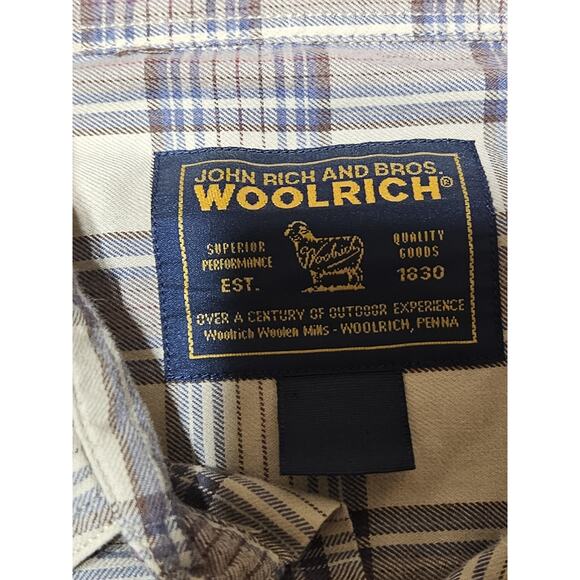 JOHN RICH AND BROS.
WOOLRICH®
SUPERIOR PERFORMANCE
Woolrich
QUALITY GOODS
EST.
1830
OVER A CENTURY OF OUTDOOR EXPERIENCE
Woolrich Woolen Mills - WOOLRICH, PENNA